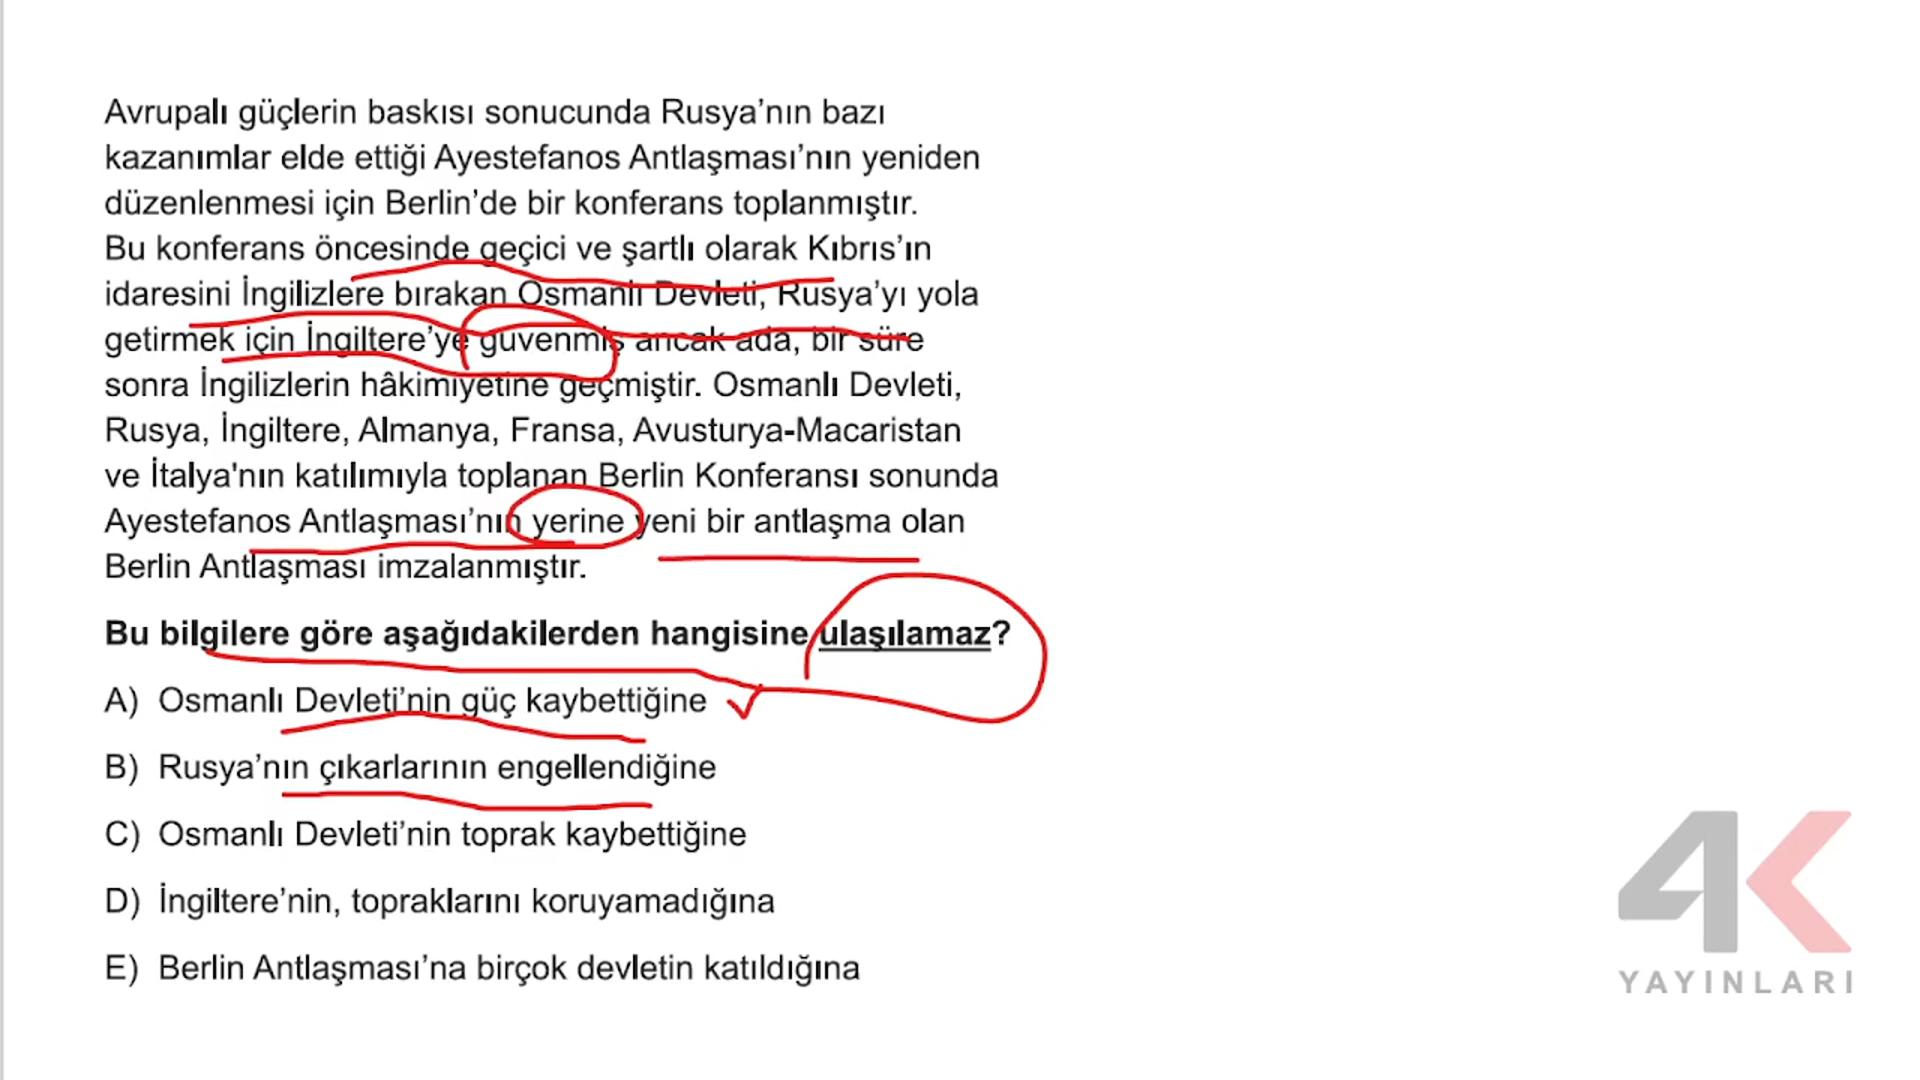 Avrupalı güçlerin baskısı sonucunda Rusya’nın bazı
kazanımlar elde ettiği Ayestefanos Antlaşması’nın yeniden
düzenlenmesi için Berlin’de bir konferans toplanmıştır.
Bu konferans öncesinde geçici ve şartlı olarak Kıbrıs’ın
idaresini İngilizlere bırakan Osmanlı Devleti, Rusya’yı yola
getirmek için İngiltere’ye güvenmiş ancak ada, bir süre
sonra İngilizlerin hâkimiyetine geçmiştir. Osmanlı Devleti,
Rusya, İngiltere, Almanya, Fransa, Avusturya-Macaristan
ve İtalya'nın katılımıyla toplanan Berlin Konferansı sonunda
Ayestefanos Antlaşması’nın yerine yeni bir antlaşma olan
Berlin Antlaşması imzalanmıştır.
Bu bilgilere göre aşağıdakilerden hangisine ulaşılamaz?
A) Osmanlı Devleti’nin güç kaybettiğine
B) Rusya’nın çıkarlarının engellendiğine
C) Osmanlı Devleti’nin toprak kaybettiğine
D) İngiltere’nin, topraklarını koruyamadığına
E) Berlin Antlaşması’na birçok devletin katıldığına
4K
YAYINLARI